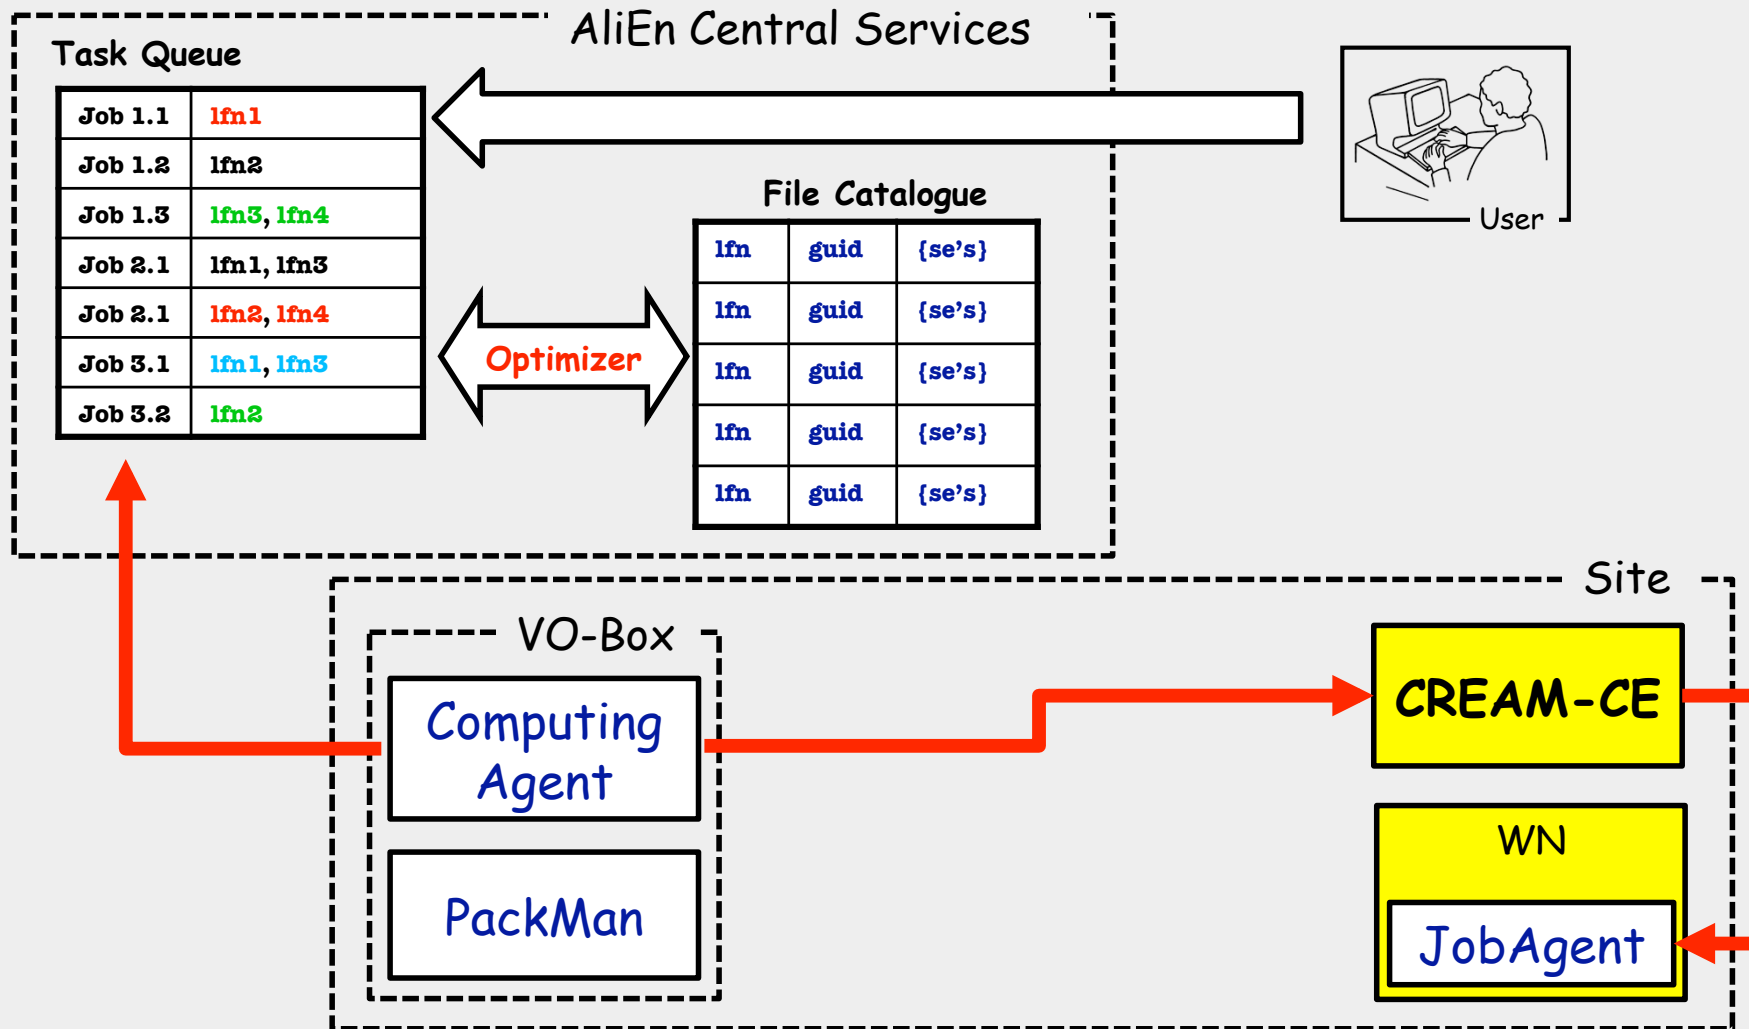 AliEn Central Services
Task Queue
Job 1.1 lfn1
Job 1.2 lfn2
Job 1.3 lfn3, lfn4
Job 2.1 lfn1, lfn3
Job 2.1 lfn2, lfn4
Job 3.1 lfn1, lfn3
Job 3.2 lfn2
User
File Catalogue
lfn guid {se's}
lfn guid {se's}
lfn guid {se's}
lfn guid {se's}
lfn guid {se's}
Optimizer
Site
VO-Box
Computing
Agent
PackMan
CREAM-CE
WN
JobAgent